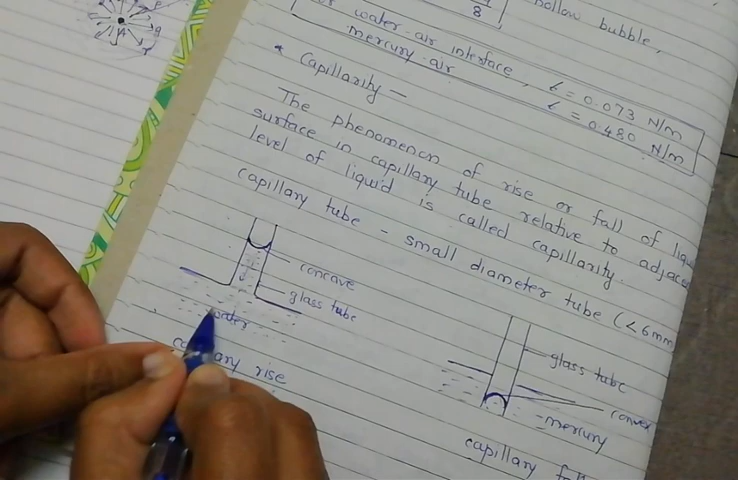 8
hollow bubble,
water-air interface, t = 0.073 N/m
mercury-air t = 0.480 N/m
* Capillarity -
The phenomenon of rise or fall of
surface in capillary tube relative to
level of liquid is called capillarity.
capillary tube - small diameter tube (<6mm
concave
glass tube
water
capillary rise
glass tube
convex
mercury
capillary